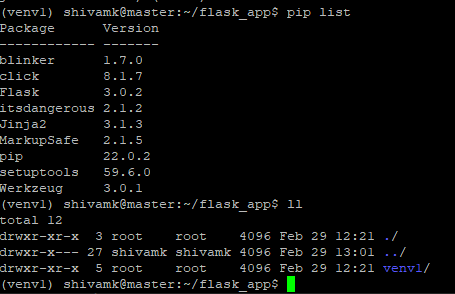 (venv1) shivamk@master:~/flask_app$ pip list
Package      Version
------------ -------
blinker      1.7.0
click        8.1.7
Flask        3.0.2
itsdangerous 2.1.2
Jinja2       3.1.3
MarkupSafe   2.1.5
pip          22.0.2
setuptools   59.6.0
Werkzeug     3.0.1
(venv1) shivamk@master:~/flask_app$ ll
total 12
drwxr-xr-x  3 root    root    4096 Feb 29 12:21 ./
drwxr-x--- 27 shivamk shivamk 4096 Feb 29 13:01 ../
drwxr-xr-x  5 root    root    4096 Feb 29 12:21 venv1/
(venv1) shivamk@master:~/flask_app$